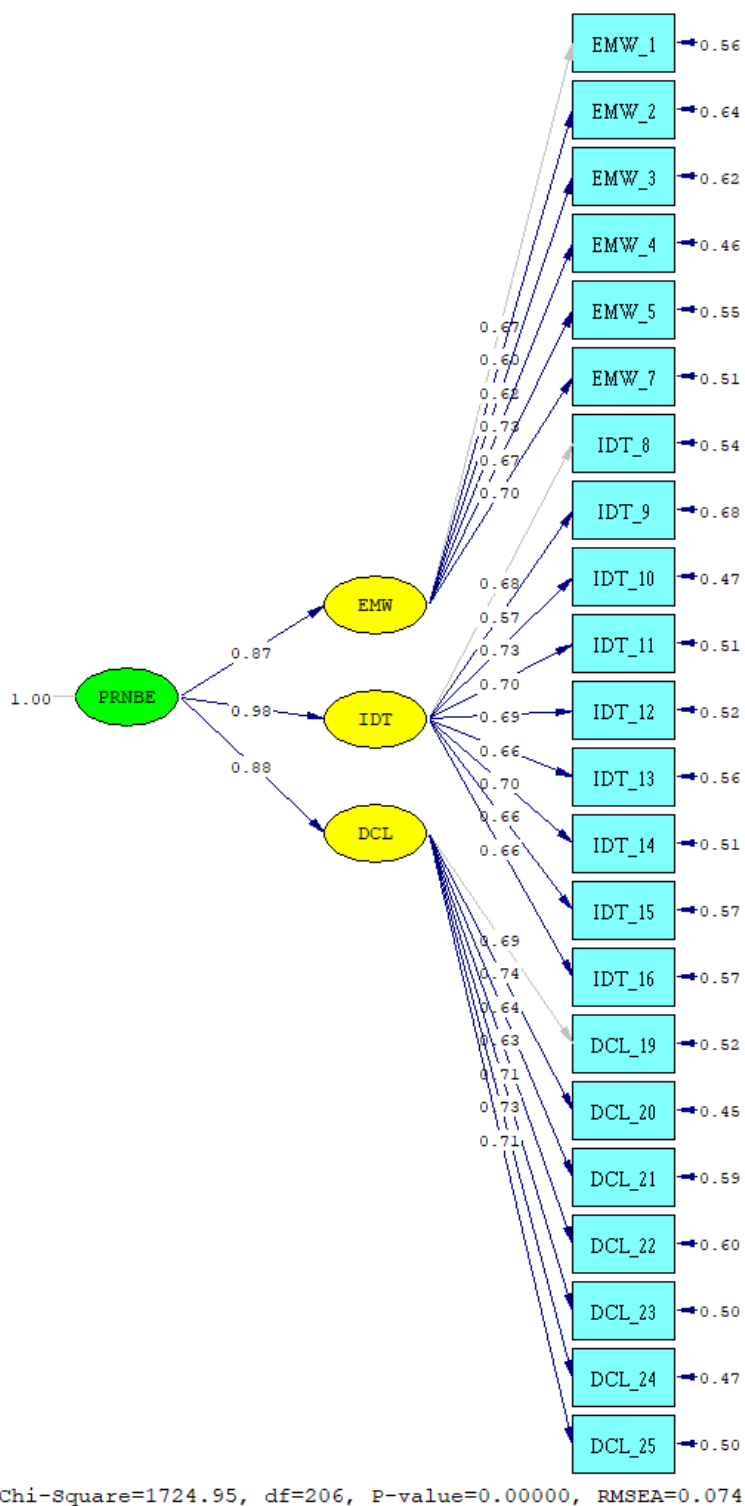 EMW_1 0.56
EMW_2 0.64
EMW_3 0.62
EMW_4 0.46
0.67
EMW_5 0.55
0.60
EMW_7 0.51
0.62
0.73
IDT_8 0.54
0.67
0.70
IDT_9 0.68
IDT_10 0.47
0.68
EMW
0.57
IDT_11 0.51
0.87
0.73
0.70
1.00 PRNBE
0.98 IDT 0.69 IDT_12 0.52
0.66
0.88
IDT_13 0.56
0.70
0.66
DCL
IDT_14 0.51
0.66
IDT_15 0.57
0.69
0.74
IDT_16 0.57
0.64
0.63
DCL_19 0.52
0.71
0.73
DCL_20 0.45
0.71
DCL_21 0.59
DCL_22 0.60
DCL_23 0.50
DCL_24 0.47
DCL_25 0.50
Chi-Square=1724.95, df=206, P-value=0.00000, RMSEA=0.074